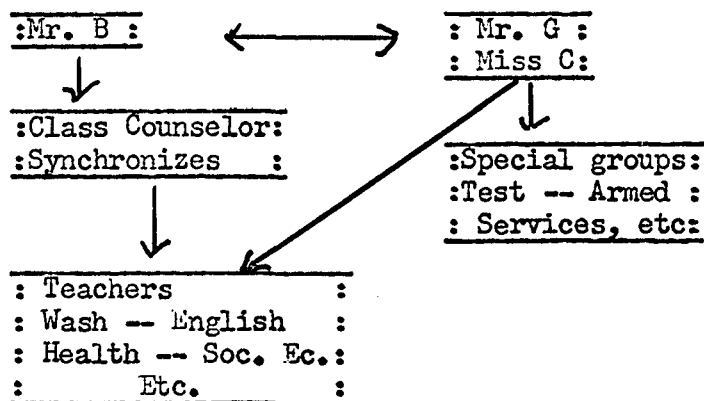 :Mr. B :
: Mr. G :
: Miss C:
:Class Counselor:
:Synchronizes :
:Special groups:
:Test -- Armed :
: Services, etc:
: Teachers :
: Wash -- English :
: Health -- Soc. Ec.:
: Etc. :